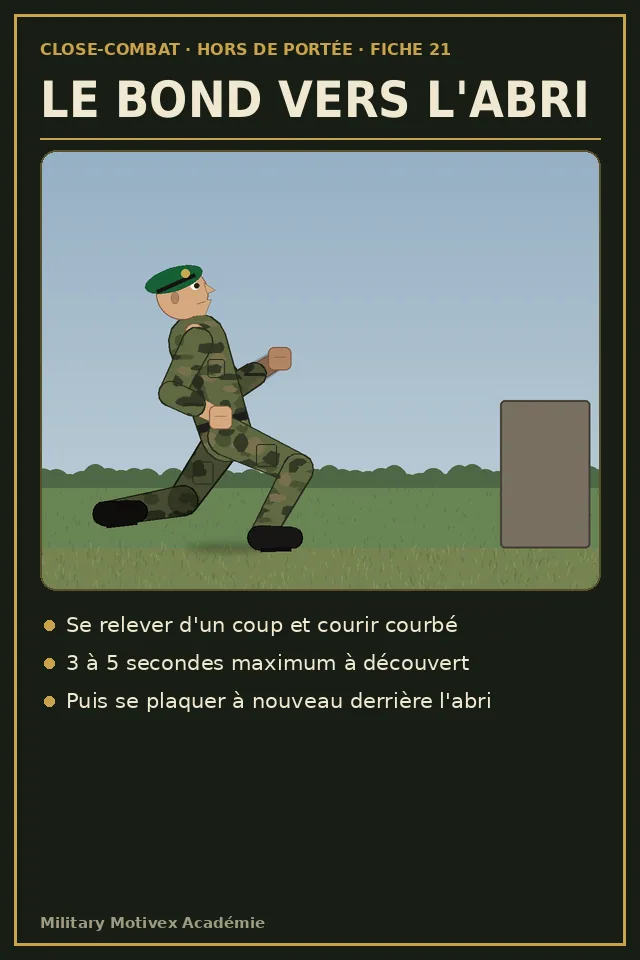 CLOSE-COMBAT · HORS DE PORTÉE · FICHE 21
LE BOND VERS L'ABRI
Se relever d'un coup et courir courbé
3 à 5 secondes maximum à découvert
Puis se plaquer à nouveau derrière l'abri
Military Motivex Académie